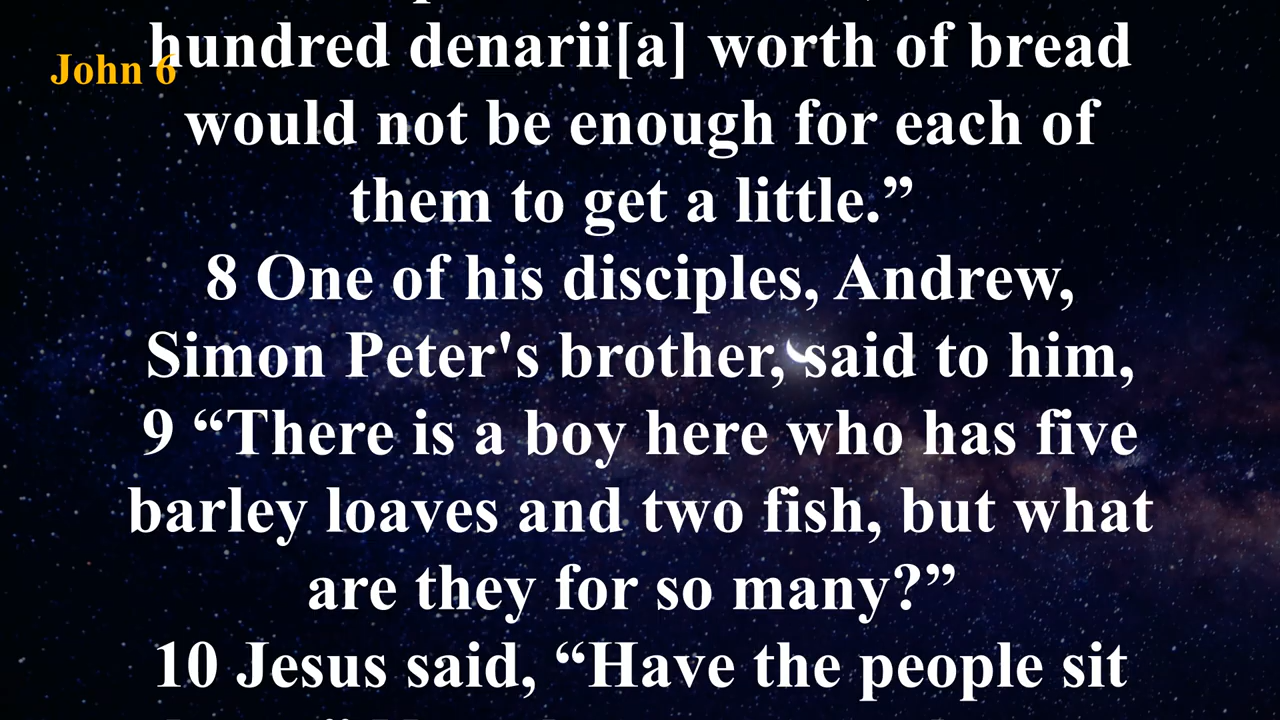 John 6
hundred denarii[a] worth of bread
would not be enough for each of
them to get a little.”
8 One of his disciples, Andrew,
Simon Peter's brother, said to him,
9 “There is a boy here who has five
barley loaves and two fish, but what
are they for so many?”
10 Jesus said, “Have the people sit